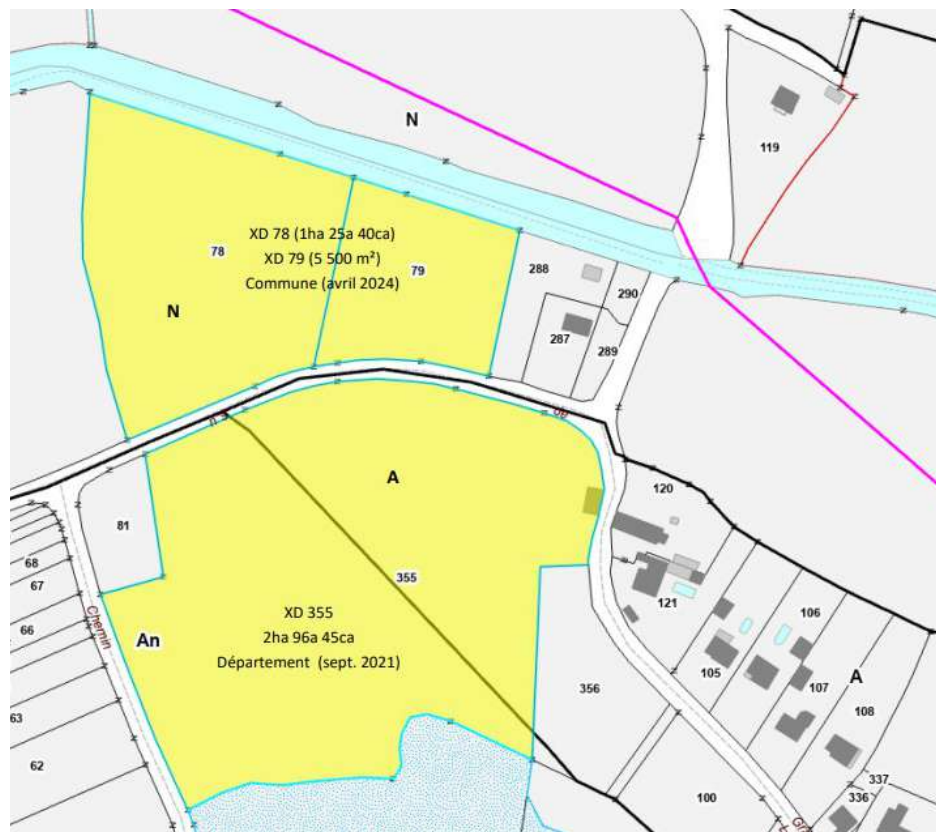 N
119
78
XD 78 (1ha 25a 40ca)
XD 79 (5 500 m²)
79
Commune (avril 2024)
288
290
N
287
289
A
120
81
355
68
67
121
106
XD 355
2ha 96a 45ca
Département (sept. 2021)
Chemin
66
An
105
107
A
356
108
63
62
337
100
336